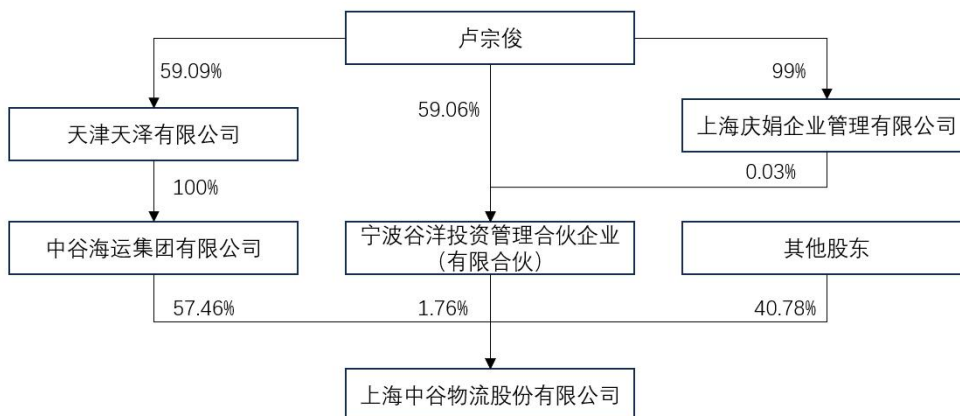 卢宗俊
59.09%
59.06%
99%
天津天泽有限公司
上海庆娟企业管理有限公司
100%
0.03%
中谷海运集团有限公司
宁波谷洋投资管理合伙企业
（有限合伙）
其他股东
57.46%
1.76%
40.78%
上海中谷物流股份有限公司